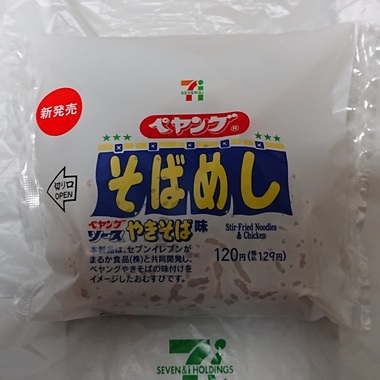 7i
SEVEN&i
新発売
ペヤング®
そばめし
切り口
OPEN
ペヤング
ソースやきそば味
Stir-Fried Noodles
& Chicken
120円(税込129円)
本製品は、セブンイレブンが
まるか食品(株)と共同開発し、
ペヤングやきそばの味付けを
イメージしたおむすびです。
7i
SEVEN&i HOLDINGS